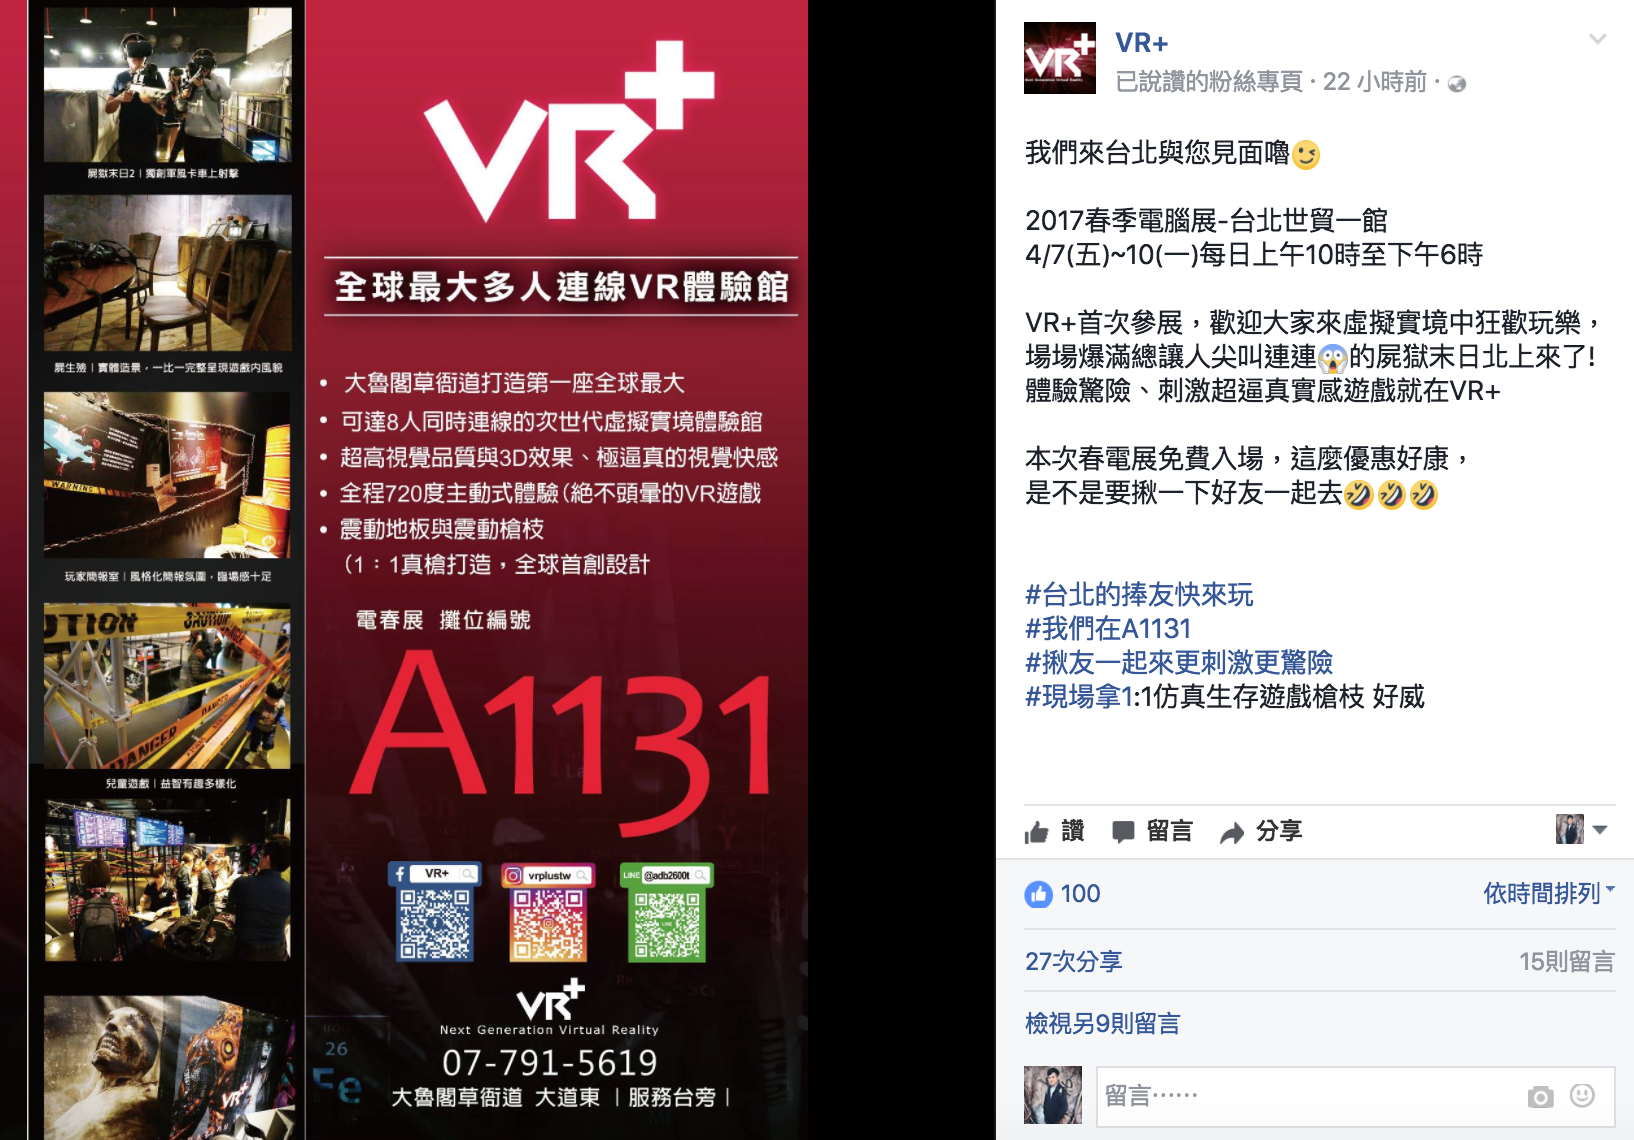 屍獄末日2 | 獨創軍風卡車上射擊
屍生殮 | 實體造景，一比一完整呈現遊戲内風貌
WARNING
玩家簡報室 | 風格化簡報氛圍，臨場感十足
CAUTION
DANGER
兒童遊戲 | 益智有趣多樣化
VR+
VR+
全球最大多人連線VR體驗館
• 大魯閣草衙道打造第一座全球最大
• 可達8人同時連線的次世代虛擬實境體驗館
• 超高視覺品質與3D效果、極逼真的視覺快感
• 全程720度主動式體驗(絕不頭暈的VR遊戲
• 震動地板與震動槍枝
(1：1真槍打造，全球首創設計
電春展 攤位編號
A1131
VR+
vrplustw
LINE @adb2600t
26
Fe
VR+
Next Generation Virtual Reality
07-791-5619
大魯閣草衙道 大道東 | 服務台旁 |
VR+
Next Generation Virtual Reality
VR+
已說讚的粉絲專頁 · 22 小時前 ·
我們來台北與您見面嚕😉
2017春季電腦展-台北世貿一館
4/7(五)~10(一)每日上午10時至下午6時
VR+首次參展，歡迎大家來虛擬實境中狂歡玩樂，
場場爆滿總讓人尖叫連連😱的屍獄末日北上來了!
體驗驚險、刺激超逼真實感遊戲就在VR+
本次春電展免費入場，這麼優惠好康，
是不是要揪一下好友一起去🤣🤣🤣
#台北的捧友快來玩
#我們在A1131
#揪友一起來更刺激更驚險
#現場拿1:1仿真生存遊戲槍枝 好威
讚 留言 分享
100 依時間排列
27次分享 15則留言
檢視另9則留言
留言⋯⋯